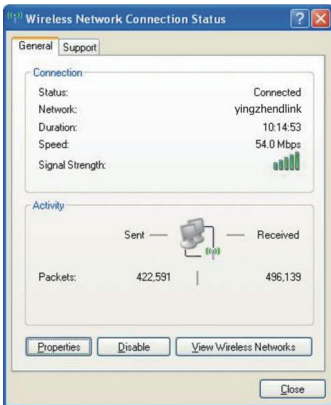 Wireless Network Connection Status
General Support
Connection
Status: Connected
Network: yingzhendlink
Duration: 10:14:53
Speed: 54.0 Mbps
Signal Strength:
Activity
Sent — — Received
Packets: 422,591 | 496,139
Properties Disable View Wireless Networks
Close